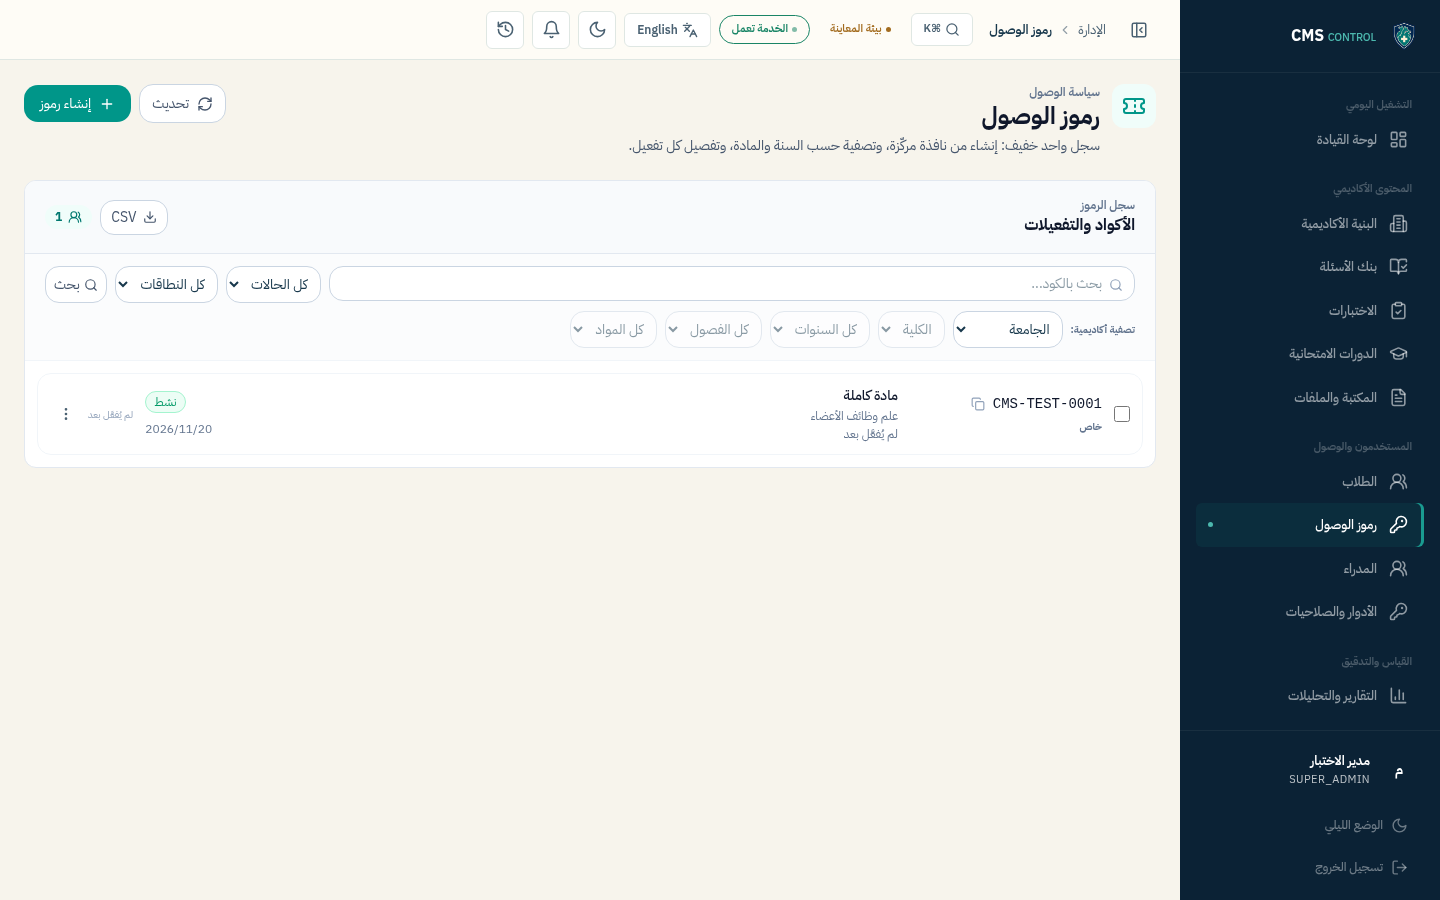 CMS CONTROL
التشغيل اليومي
لوحة القيادة
المحتوى الأكاديمي
البنية الأكاديمية
بنك الأسئلة
الاختبارات
الدورات الامتحانية
المكتبة والملفات
المستخدمون والوصول
الطلاب
رموز الوصول
المدراء
الأدوار والصلاحيات
القياس والتدقيق
التقارير والتحليلات
م
مدير الاختبار
SUPER_ADMIN
الوضع الليلي
تسجيل الخروج
الإدارة
رموز الوصول
⌘K
بيئة المعاينة
الخدمة تعمل
English
سياسة الوصول
رموز الوصول
سجل واحد خفيف: إنشاء من نافذة مركّزة، وتصفية حسب السنة والمادة، وتفصيل كل تفعيل.
تحديث
إنشاء رموز
سجل الرموز
الأكواد والتفعيلات
CSV
1
بحث بالكود...
كل الحالات
كل النطاقات
بحث
تصفية أكاديمية:
الجامعة
الكلية
كل السنوات
كل الفصول
كل المواد
CMS-TEST-0001
خاص
مادة كاملة
علم وظائف الأعضاء
لم يُفعَّل بعد
نشط
2026/11/20
لم يُفعَّل بعد